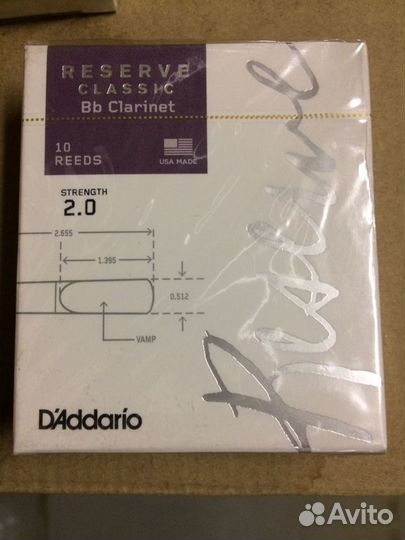 RESERVE
CLASSIC
Bb Clarinet
10
REEDS
USA MADE
STRENGTH
2.0
2.655
1.395
0.512
VAMP
Reserve
D'Addario
Avito